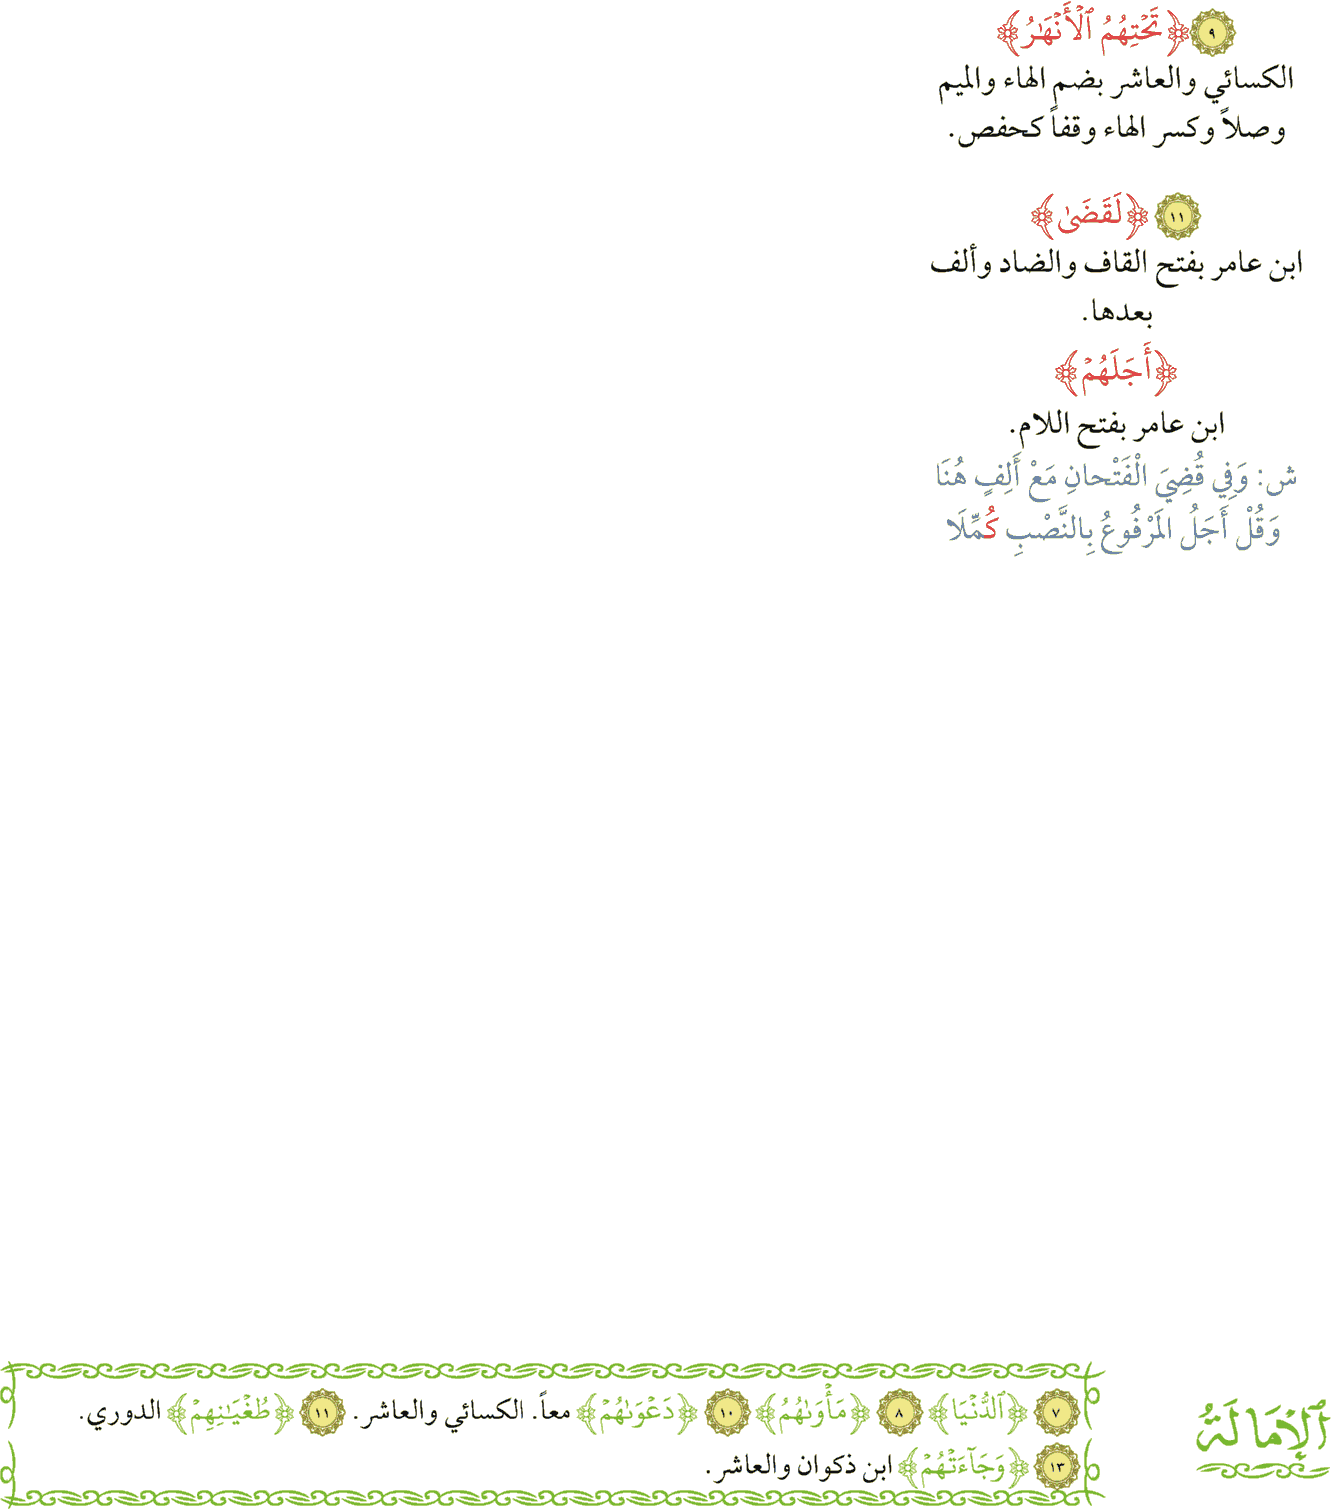 ٩ ﴿تَحۡتِهُمُ ٱلۡأَنۡهَٰرُ﴾
الكسائي والعاشر بضم الهاء والميم
وصلاً وكسر الهاء وقفاً كحفص.
١١ ﴿لَقَضَىٰ﴾
ابن عامر بفتح القاف والضاد وألف
بعدها.
﴿أَجَلَهُمۡ﴾
ابن عامر بفتح اللام.
ش: وَفِي قُضِيَ الْفَتْحانِ مَعْ أَلِفٍ هُنَا
وَقُلْ أَجَلُ المَرْفُوعُ بِالنَّصْبِ كُمِّلَا
ٱلۡإِمَالَةُ
٧ ﴿ٱلدُّنۡيَا﴾ ٨ ﴿مَأۡوَىٰهُمُ﴾ ١٠ ﴿دَعۡوَىٰهُمۡ﴾ معاً. الكسائي والعاشر. ١١ ﴿طُغۡيَٰنِهِمۡ﴾ الدوري.
١٣ ﴿وَجَآءَتۡهُمۡ﴾ ابن ذكوان والعاشر.